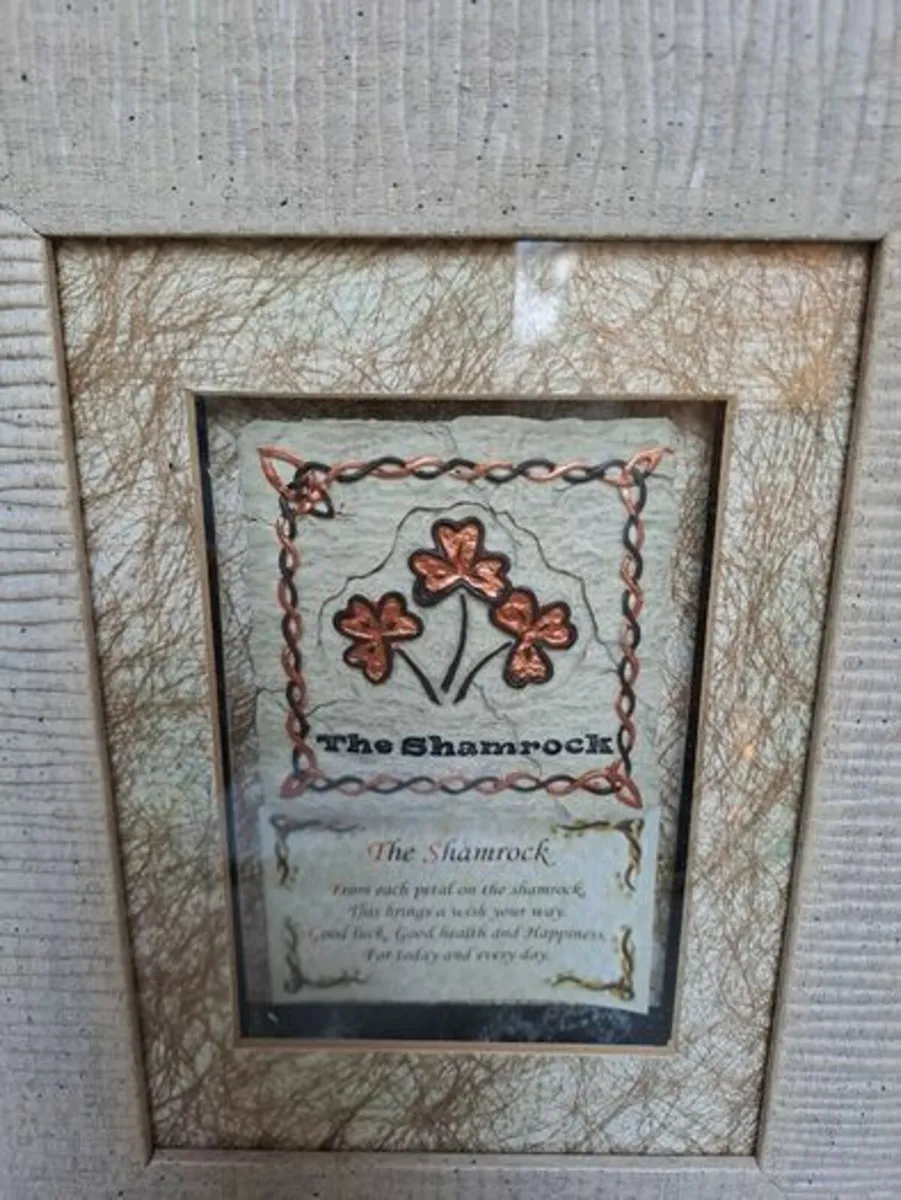 The Shamrock
The Shamrock
From each petal on the shamrock,
This brings a wish your way.
Good luck, Good health and Happiness,
For today and every day.